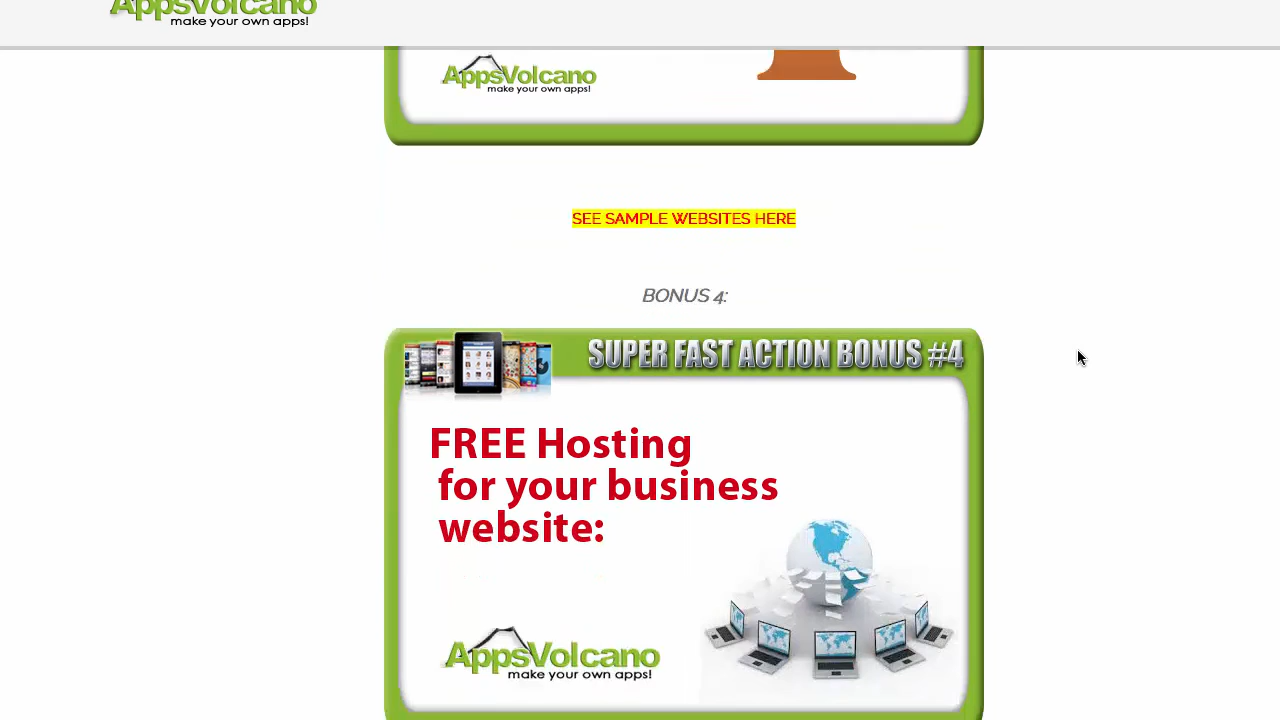 AppsVolcano
make your own apps!
AppsVolcano
make your own apps!
SEE SAMPLE WEBSITES HERE
BONUS 4:
SUPER FAST ACTION BONUS #4
FREE Hosting
for your business
website:
AppsVolcano
make your own apps!